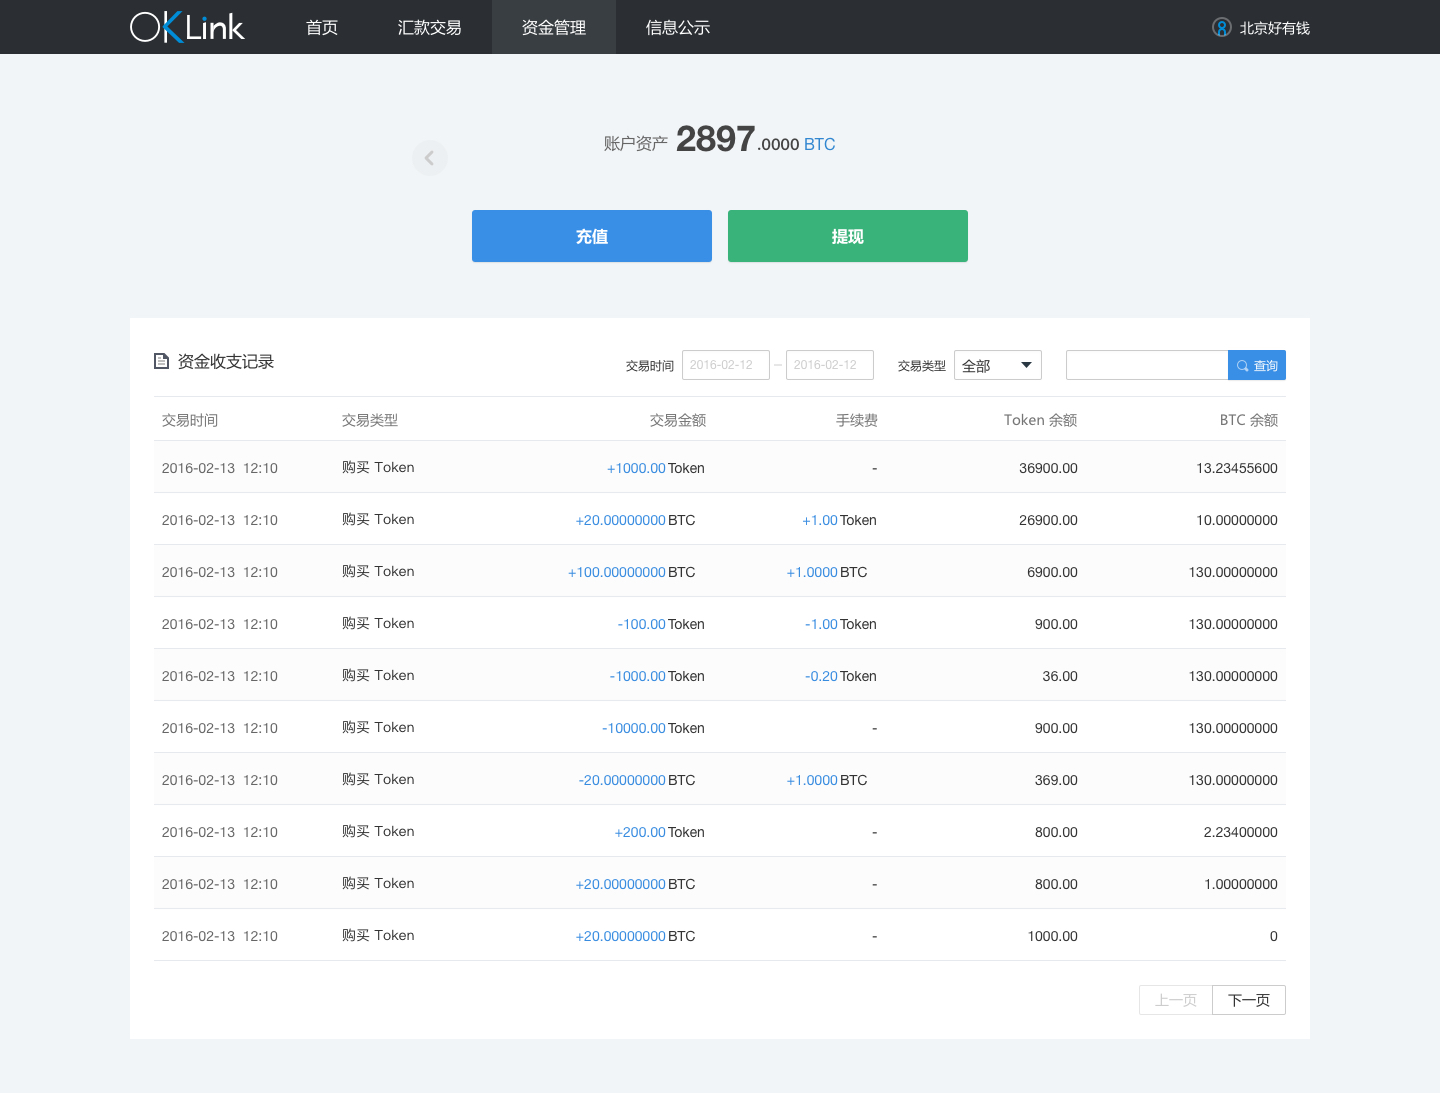 OKLink 首页 汇款交易 资金管理 信息公示 北京好有钱
账户资产 2897.0000 BTC
充值 提现
资金收支记录 交易时间 2016-02-12 – 2016-02-12 交易类型 全部 查询
交易时间 交易类型 交易金额 手续费 Token 余额 BTC 余额
2016-02-13 12:10 购买 Token +1000.00 Token - 36900.00 13.23455600
2016-02-13 12:10 购买 Token +20.00000000 BTC +1.00 Token 26900.00 10.00000000
2016-02-13 12:10 购买 Token +100.00000000 BTC +1.0000 BTC 6900.00 130.00000000
2016-02-13 12:10 购买 Token -100.00 Token -1.00 Token 900.00 130.00000000
2016-02-13 12:10 购买 Token -1000.00 Token -0.20 Token 36.00 130.00000000
2016-02-13 12:10 购买 Token -10000.00 Token - 900.00 130.00000000
2016-02-13 12:10 购买 Token -20.00000000 BTC +1.0000 BTC 369.00 130.00000000
2016-02-13 12:10 购买 Token +200.00 Token - 800.00 2.23400000
2016-02-13 12:10 购买 Token +20.00000000 BTC - 800.00 1.00000000
2016-02-13 12:10 购买 Token +20.00000000 BTC - 1000.00 0
上一页 下一页